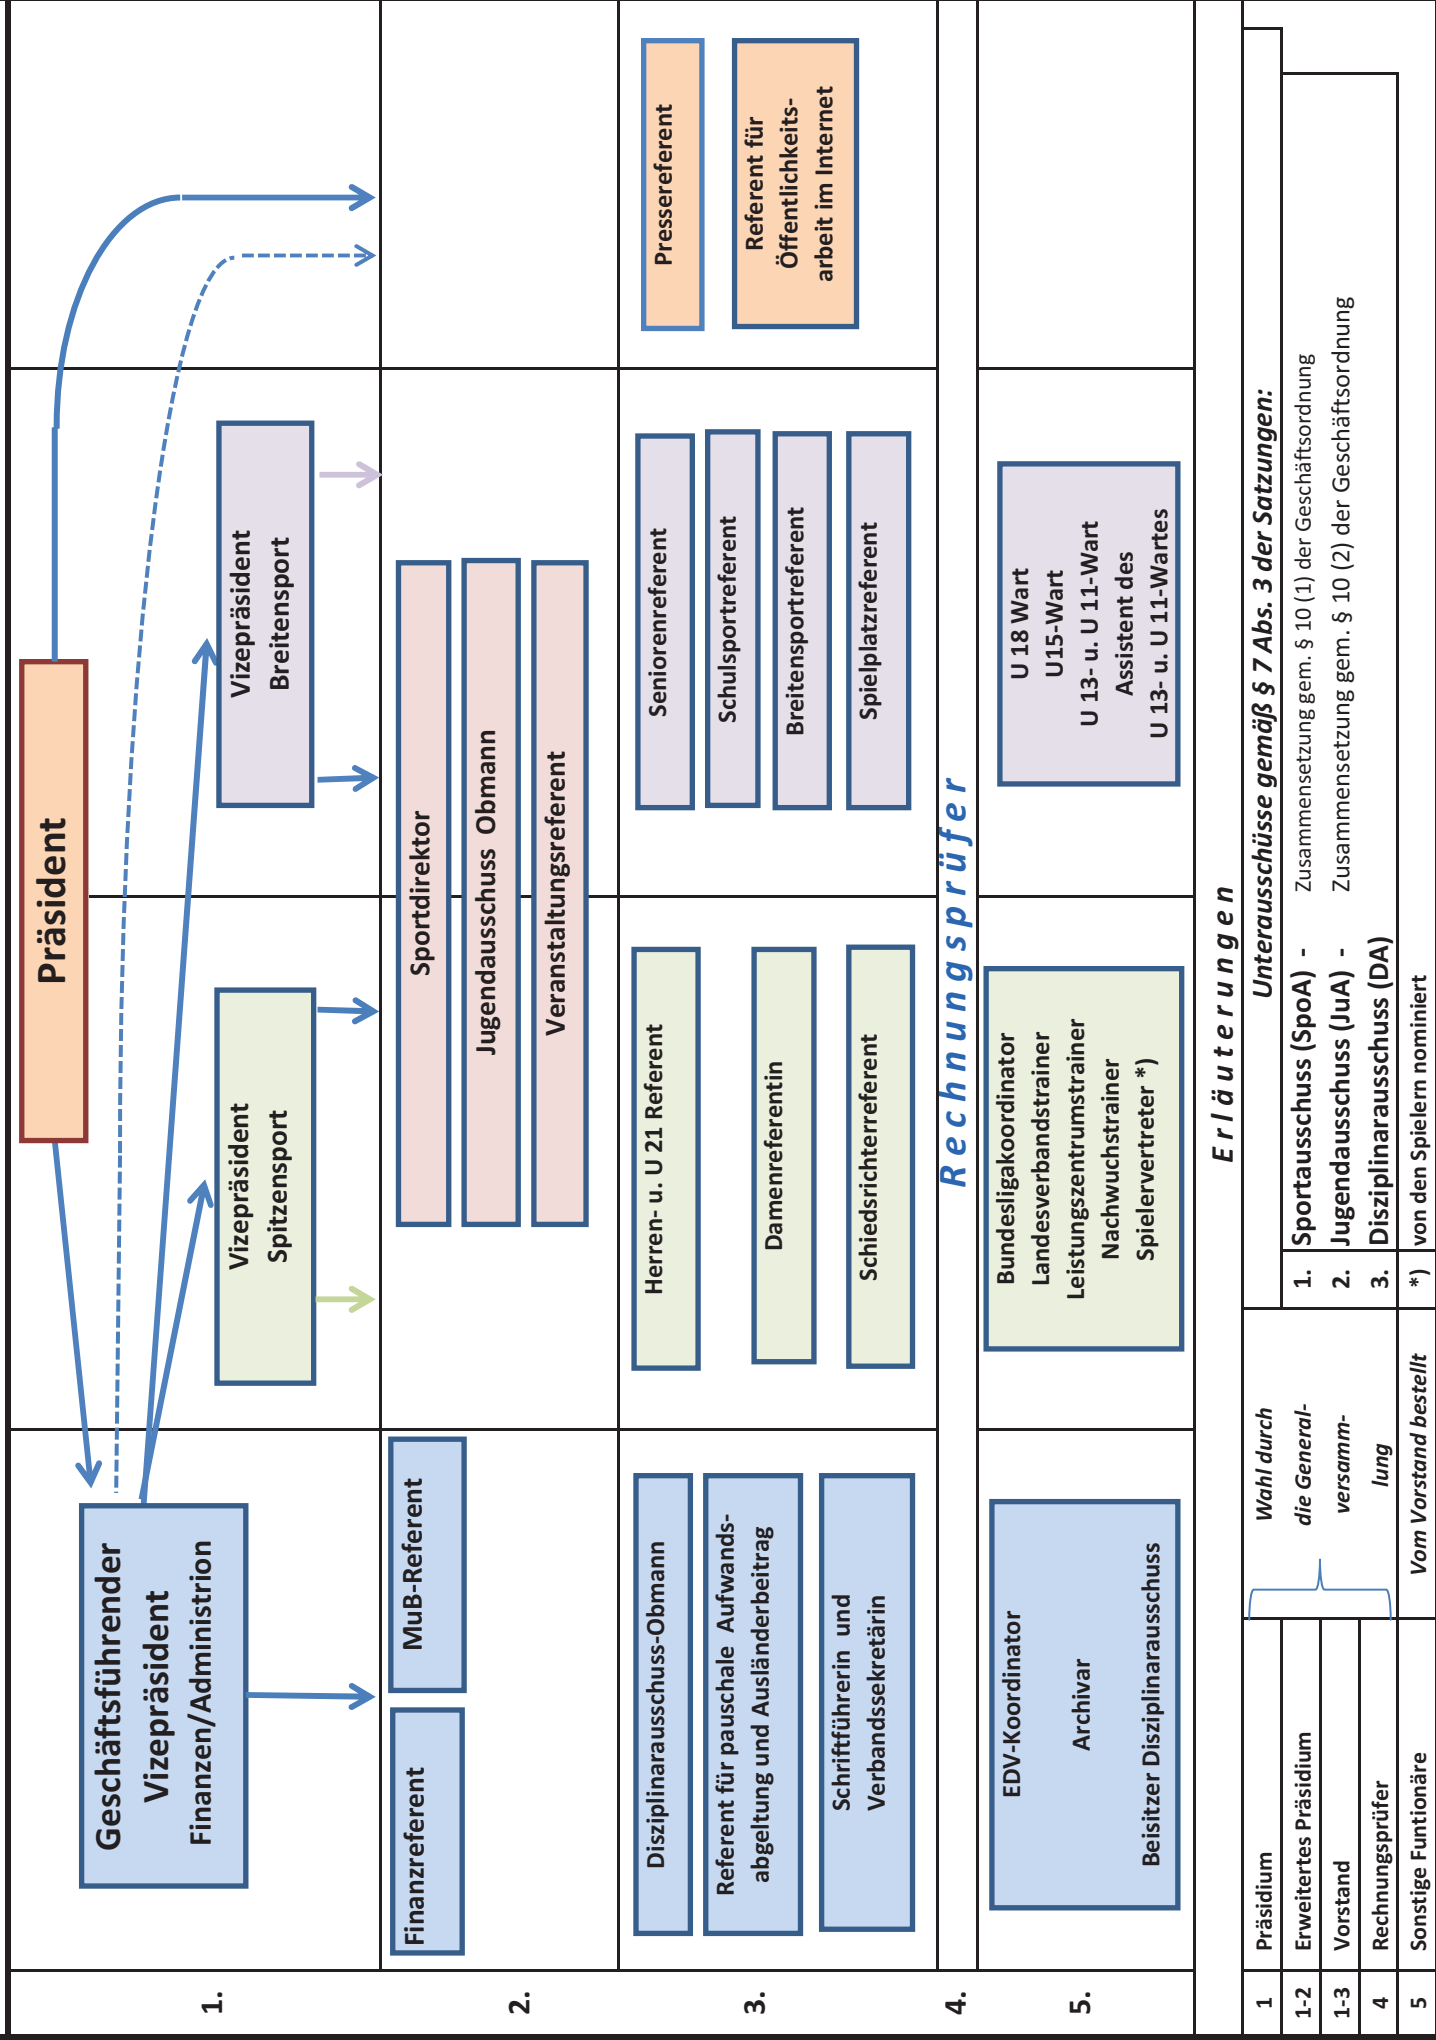 Präsident
1.
Geschäftsführender
Vizepräsident
Finanzen/Administrion
Vizepräsident
Spitzensport
Vizepräsident
Breitensport
2.
Finanzreferent
MuB-Referent
Sportdirektor
Jugendausschuss Obmann
Veranstaltungsreferent
3.
Disziplinarausschuss-Obmann
Referent für pauschale Aufwands-
abgeltung und Ausländerbeitrag
Schriftführerin und
Verbandssekretärin
Herren- u. U 21 Referent
Damenreferentin
Schiedsrichterreferent
Seniorenreferent
Schulsportreferent
Breitensportreferent
Spielplatzreferent
Pressereferent
Referent für
Öffentlichkeits-
arbeit im Internet
4.
Rechnungsprüfer
5.
EDV-Koordinator
Archivar
Beisitzer Disziplinarausschuss
Bundesligakoordinator
Landesverbandstrainer
Leistungszentrumstrainer
Nachwuchstrainer
Spielervertreter *)
U 18 Wart
U15-Wart
U 13- u. U 11-Wart
Assistent des
U 13- u. U 11-Wartes
Erläuterungen
1 Präsidium
1-2 Erweitertes Präsidium
1-3 Vorstand
4 Rechnungsprüfer
5 Sonstige Funtionäre
Wahl durch
die General-
versamm-
lung
Vom Vorstand bestellt
Unterausschüsse gemäß § 7 Abs. 3 der Satzungen:
1. Sportausschuss (SpoA) - Zusammensetzung gem. § 10 (1) der Geschäftsordnung
2. Jugendausschuss (JuA) - Zusammensetzung gem. § 10 (2) der Geschäftsordnung
3. Disziplinarausschuss (DA)
*) von den Spielern nominiert